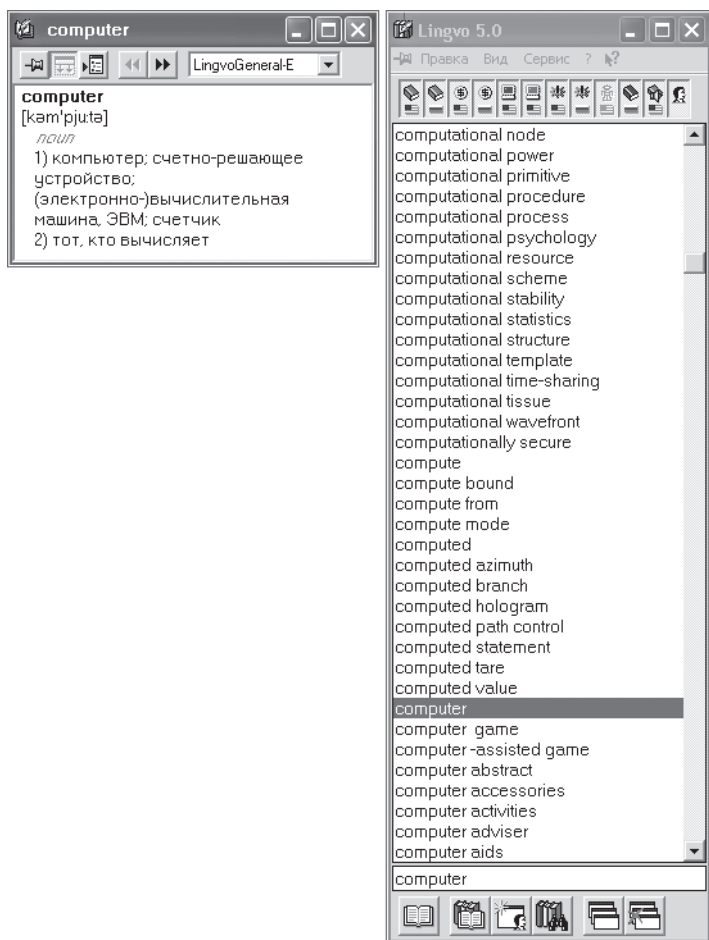 computer
LingvoGeneral-E
computer
[kəm'pju:tə]
noun
1) компьютер; счетно-решающее
устройство;
(электронно-)вычислительная
машина, ЭВМ; счетчик
2) тот, кто вычисляет
Lingvo 5.0
Правка Вид Сервис ? ?
computational node
computational power
computational primitive
computational procedure
computational process
computational psychology
computational resource
computational scheme
computational stability
computational statistics
computational structure
computational template
computational time-sharing
computational tissue
computational wavefront
computationally secure
compute
compute bound
compute from
compute mode
computed
computed azimuth
computed branch
computed hologram
computed path control
computed statement
computed tare
computed value
computer
computer game
computer -assisted game
computer abstract
computer accessories
computer activities
computer adviser
computer aids
computer